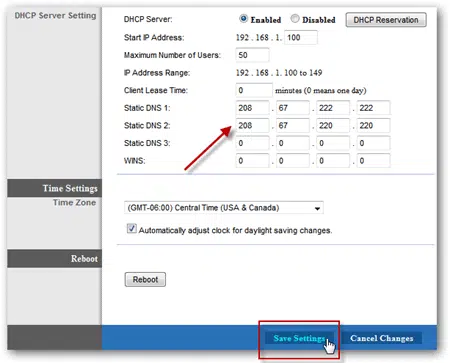 DHCP Server Setting
DHCP Server: Enabled Disabled DHCP Reservation
Start IP Address: 192 . 168 . 1. 100
Maximum Number of Users: 50
IP Address Range: 192 . 168 . 1. 100 to 149
Client Lease Time: 0 minutes (0 means one day)
Static DNS 1: 208 . 67 . 222 . 222
Static DNS 2: 208 . 67 . 220 . 220
Static DNS 3: 0 . 0 . 0 . 0
WINS: 0 . 0 . 0 . 0
Time Settings
Time Zone
(GMT-06:00) Central Time (USA & Canada)
Automatically adjust clock for daylight saving changes.
Reboot
Reboot
Save Settings Cancel Changes